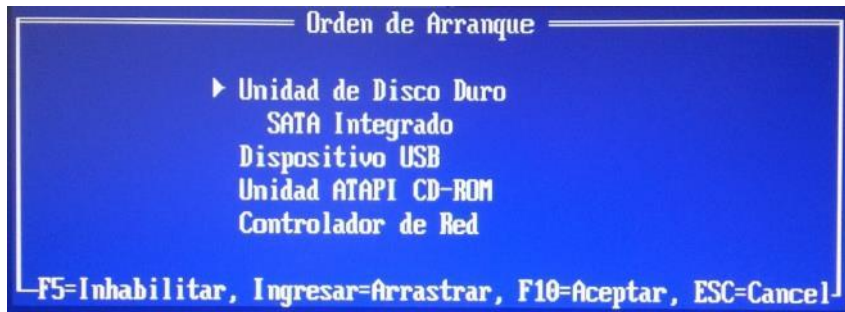 Orden de Arranque
Unidad de Disco Duro
SATA Integrado
Dispositivo USB
Unidad ATAPI CD-ROM
Controlador de Red
F5=Inhabilitar, Ingresar=Arrastrar, F10=Aceptar, ESC=Cancel